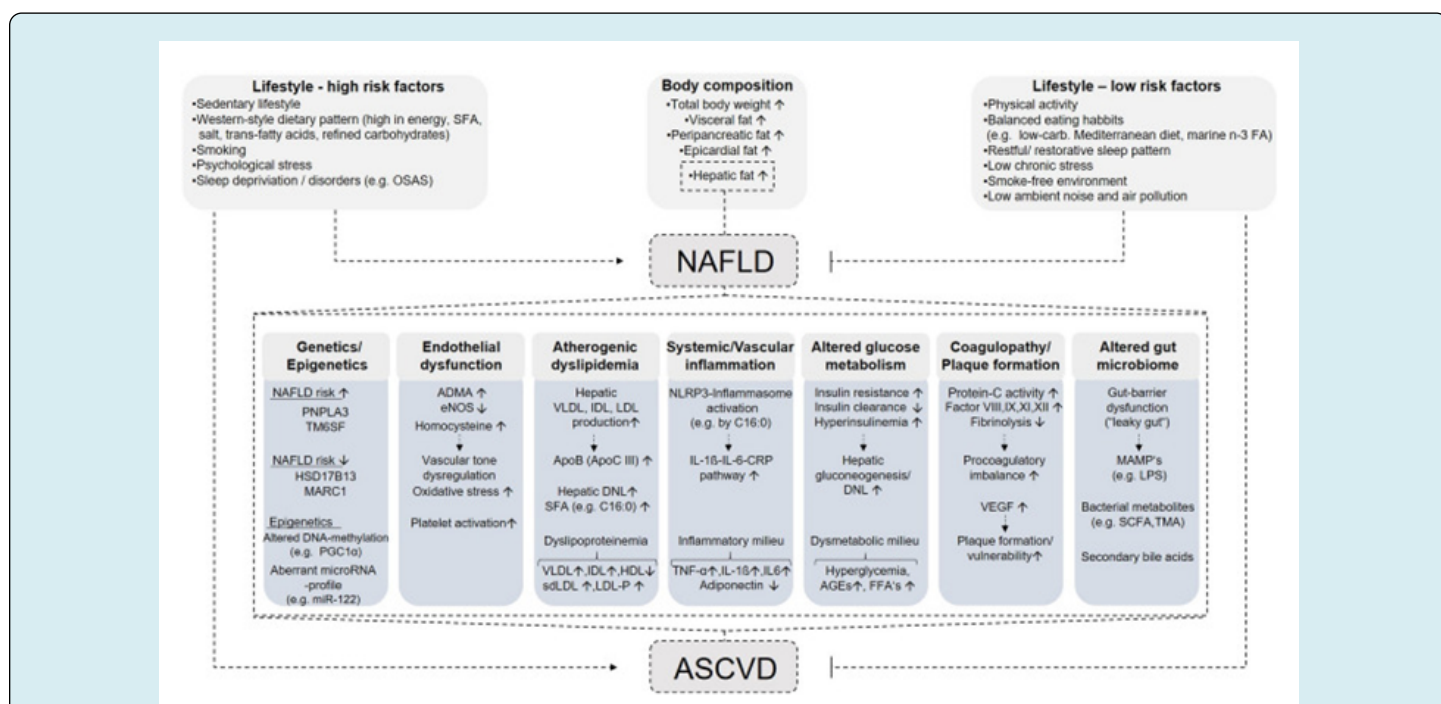 Lifestyle - high risk factors
•Sedentary lifestyle
•Western-style dietary pattern (high in energy, SFA,
salt, trans-fatty acids, refined carbohydrates)
•Smoking
•Psychological stress
•Sleep depriviation / disorders (e.g. OSAS)
Body composition
•Total body weight ↑
•Visceral fat ↑
•Peripancreatic fat ↑
•Epicardial fat ↑
•Hepatic fat ↑
Lifestyle – low risk factors
•Physical activity
•Balanced eating habbits
(e.g. low-carb. Mediterranean diet, marine n-3 FA)
•Restful/ restorative sleep pattern
•Low chronic stress
•Smoke-free environment
•Low ambient noise and air pollution
NAFLD
Genetics/
Epigenetics
NAFLD risk ↑
PNPLA3
TM6SF
NAFLD risk ↓
HSD17B13
MARC1
Epigenetics
Altered DNA-methylation
(e.g. PGC1α)
Aberrant microRNA
-profile
(e.g. miR-122)
Endothelial
dysfunction
ADMA ↑
eNOS ↓
Homocysteine ↑
Vascular tone
dysregulation
Oxidative stress ↑
Platelet activation↑
Atherogenic
dyslipidemia
Hepatic
VLDL, IDL, LDL
production↑
ApoB (ApoC III) ↑
Hepatic DNL↑
SFA (e.g. C16:0) ↑
Dyslipoproteinemia
VLDL↑,IDL↑,HDL↓
sdLDL ↑,LDL-P ↑
Systemic/Vascular
inflammation
NLRP3-Inflammasome
activation
(e.g. by C16:0)
IL-1ß-IL-6-CRP
pathway ↑
Inflammatory milieu
TNF-α↑,IL-1ß↑,IL6↑
Adiponectin ↓
Altered glucose
metabolism
Insulin resistance ↑
Insulin clearance ↓
Hyperinsulinemia ↑
Hepatic
gluconeogenesis/
DNL ↑
Dysmetabolic milieu
Hyperglycemia,
AGEs↑, FFA's ↑
Coagulopathy/
Plaque formation
Protein-C activity ↑
Factor VIII,IX,XI,XII ↑
Fibrinolysis ↓
Procoagulatory
imbalance ↑
VEGF ↑
Plaque formation/
vulnerability↑
Altered gut
microbiome
Gut-barrier
dysfunction
("leaky gut")
MAMP's
(e.g. LPS)
Bacterial metabolites
(e.g. SCFA,TMA)
Secondary bile acids
ASCVD